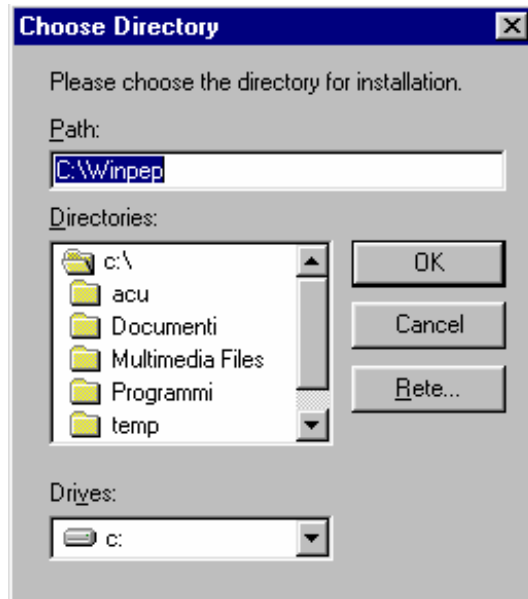 Choose Directory
Please choose the directory for installation.
Path:
C:\Winpep
Directories:
c:\
acu
Documenti
Multimedia Files
Programmi
temp
OK
Cancel
Rete...
Drives:
c: